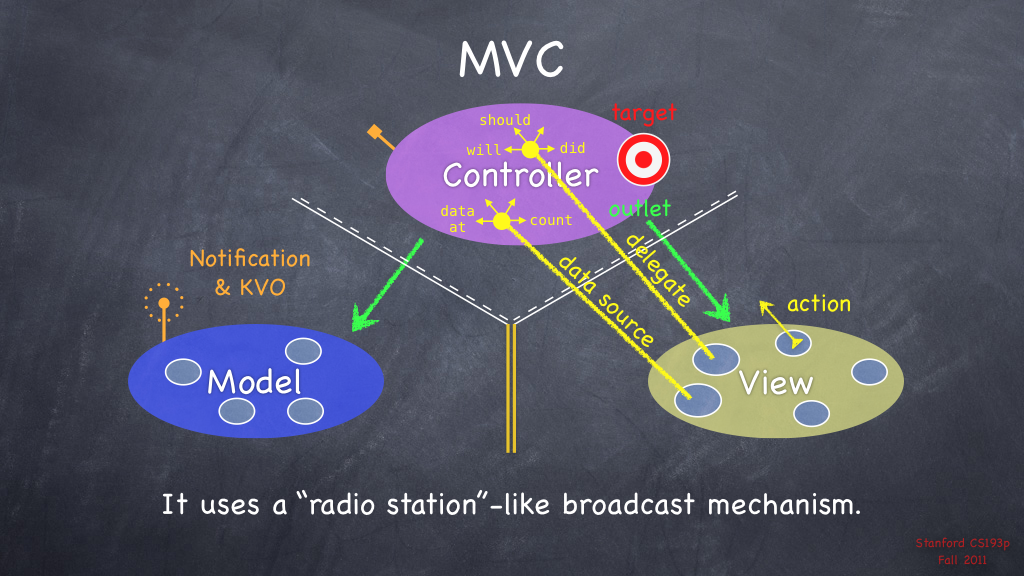 MVC
should
target
will
did
Controller
data
at
count
outlet
delegate
data source
Notification
& KVO
action
Model
View
It uses a “radio station”-like broadcast mechanism.
Stanford CS193p
Fall 2011